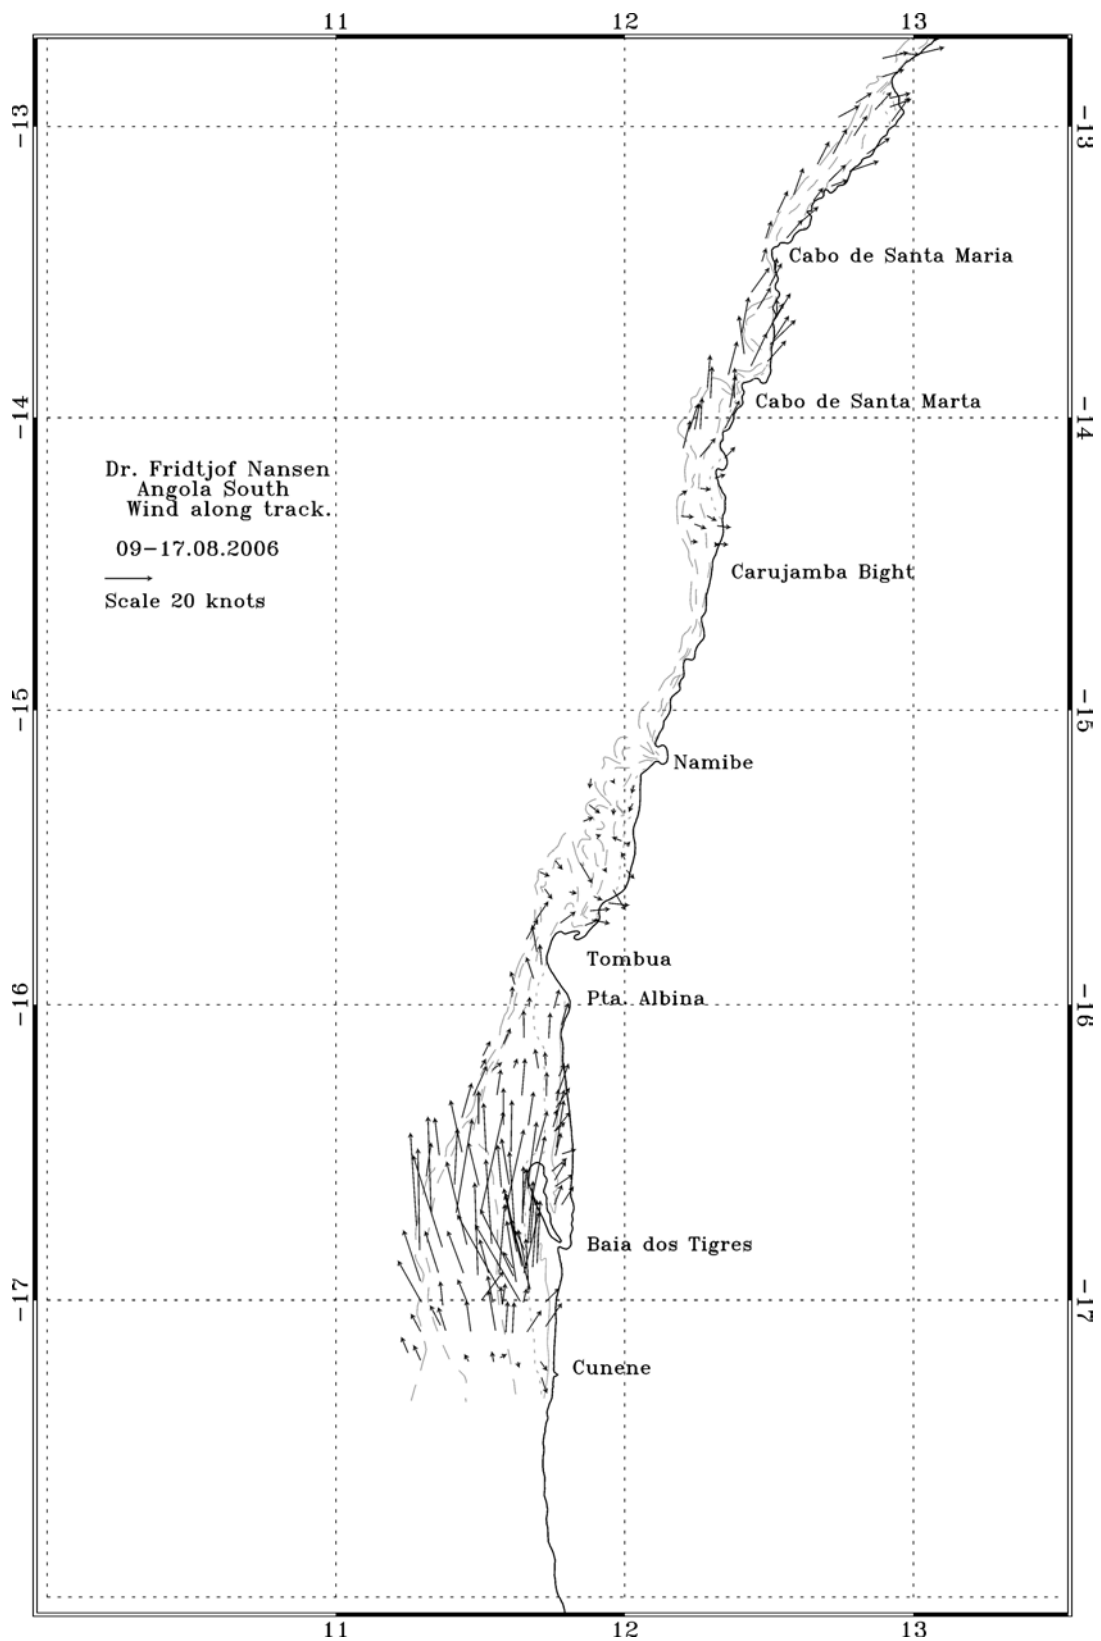 11 12 13
-13 -13
Cabo de Santa Maria
Cabo de Santa Marta
-14 -14
Dr. Fridtjof Nansen
Angola South
Wind along track.
09-17.08.2006
Scale 20 knots
Carujamba Bight
-15 -15
Namibe
Tombua
Pta. Albina
-16 -16
Baia dos Tigres
-17 -17
Cunene
11 12 13